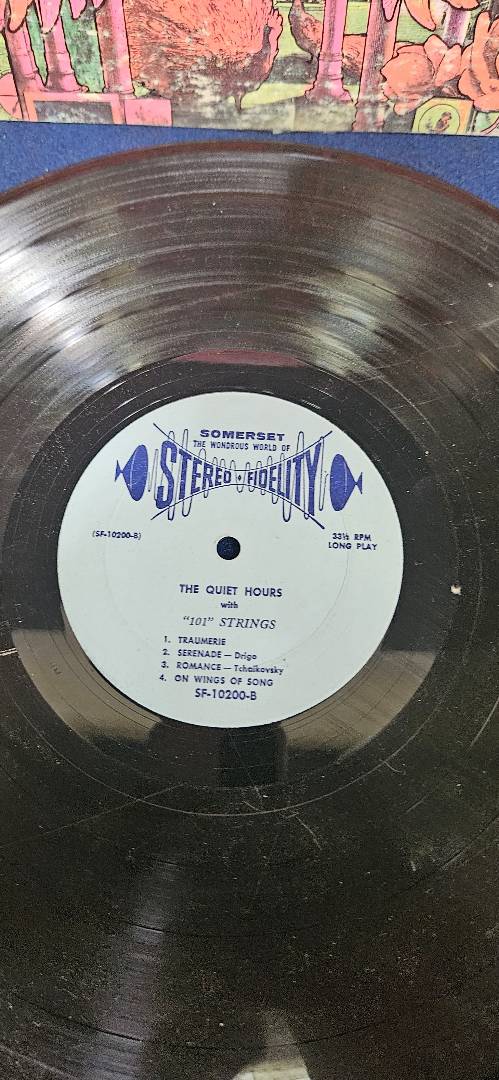 SOMERSET
THE WONDROUS WORLD OF
STEREO • FIDELITY
(SF-10200-B)
33⅓ RPM
LONG PLAY
THE QUIET HOURS
with
"101" STRINGS
1. TRAUMERIE
2. SERENADE — Drigo
3. ROMANCE — Tchaikovsky
4. ON WINGS OF SONG
SF-10200-B